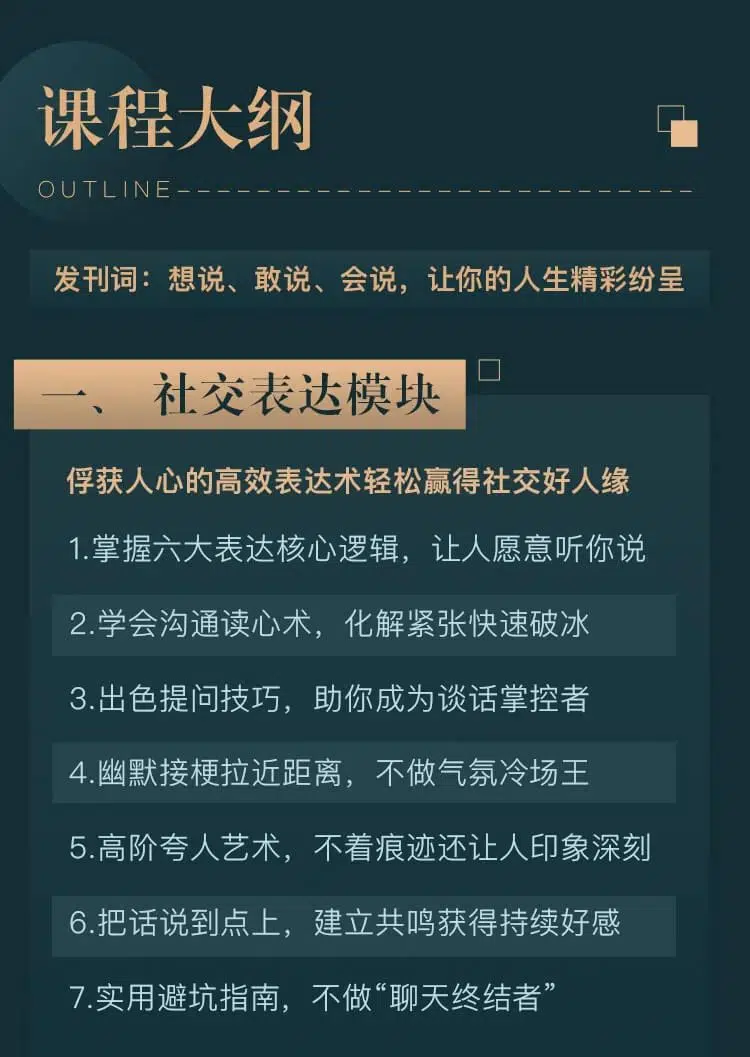 课程大纲
OUTLINE
发刊词：想说、敢说、会说，让你的人生精彩纷呈
一、 社交表达模块
俘获人心的高效表达术轻松赢得社交好人缘
1.掌握六大表达核心逻辑，让人愿意听你说
2.学会沟通读心术，化解紧张快速破冰
3.出色提问技巧，助你成为谈话掌控者
4.幽默接梗拉近距离，不做气氛冷场王
5.高阶夸人艺术，不着痕迹还让人印象深刻
6.把话说到点上，建立共鸣获得持续好感
7.实用避坑指南，不做“聊天终结者”